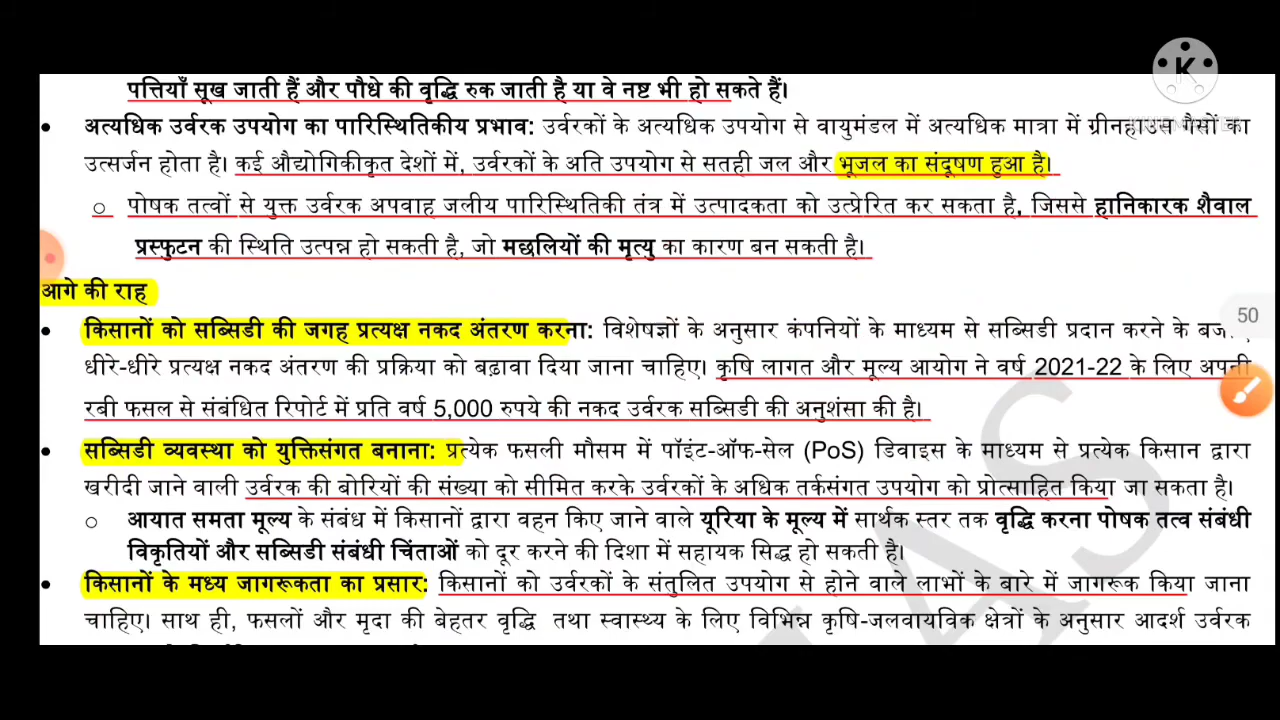 पत्तियाँ सूख जाती हैं और पौधे की वृद्धि रुक जाती है या वे नष्ट भी हो सकते हैं।
K
KINEMASTER
• अत्यधिक उर्वरक उपयोग का पारिस्थितिकीय प्रभाव: उर्वरकों के अत्यधिक उपयोग से वायुमंडल में अत्यधिक मात्रा में ग्रीनहाउस गैसों का
उत्सर्जन होता है। कई औद्योगिकीकृत देशों में, उर्वरकों के अति उपयोग से सतही जल और भूजल का संदूषण हुआ है।
○ पोषक तत्वों से युक्त उर्वरक अपवाह जलीय पारिस्थितिकी तंत्र में उत्पादकता को उत्प्रेरित कर सकता है, जिससे हानिकारक शैवाल
प्रस्फुटन की स्थिति उत्पन्न हो सकती है, जो मछलियों की मृत्यु का कारण बन सकती है।
आगे की राह
50
• किसानों को सब्सिडी की जगह प्रत्यक्ष नकद अंतरण करना: विशेषज्ञों के अनुसार कंपनियों के माध्यम से सब्सिडी प्रदान करने के
धीरे-धीरे प्रत्यक्ष नकद अंतरण की प्रक्रिया को बढ़ावा दिया जाना चाहिए। कृषि लागत और मूल्य आयोग ने वर्ष 2021-22 के लिए अपनी
रबी फसल से संबंधित रिपोर्ट में प्रति वर्ष 5,000 रुपये की नकद उर्वरक सब्सिडी की अनुशंसा की है।
• सब्सिडी व्यवस्था को युक्तिसंगत बनाना: प्रत्येक फसली मौसम में पॉइंट-ऑफ-सेल (PoS) डिवाइस के माध्यम से प्रत्येक किसान द्वारा
खरीदी जाने वाली उर्वरक की बोरियों की संख्या को सीमित करके उर्वरकों के अधिक तर्कसंगत उपयोग को प्रोत्साहित किया जा सकता है।
○ आयात समता मूल्य के संबंध में किसानों द्वारा वहन किए जाने वाले यूरिया के मूल्य में सार्थक स्तर तक वृद्धि करना पोषक तत्व संबंधी
विकृतियों और सब्सिडी संबंधी चिंताओं को दूर करने की दिशा में सहायक सिद्ध हो सकती है।
• किसानों के मध्य जागरूकता का प्रसार: किसानों को उर्वरकों के संतुलित उपयोग से होने वाले लाभों के बारे में जागरूक किया जाना
चाहिए। साथ ही, फसलों और मृदा की बेहतर वृद्धि तथा स्वास्थ्य के लिए विभिन्न कृषि-जलवायविक क्षेत्रों के अनुसार आदर्श उर्वरक